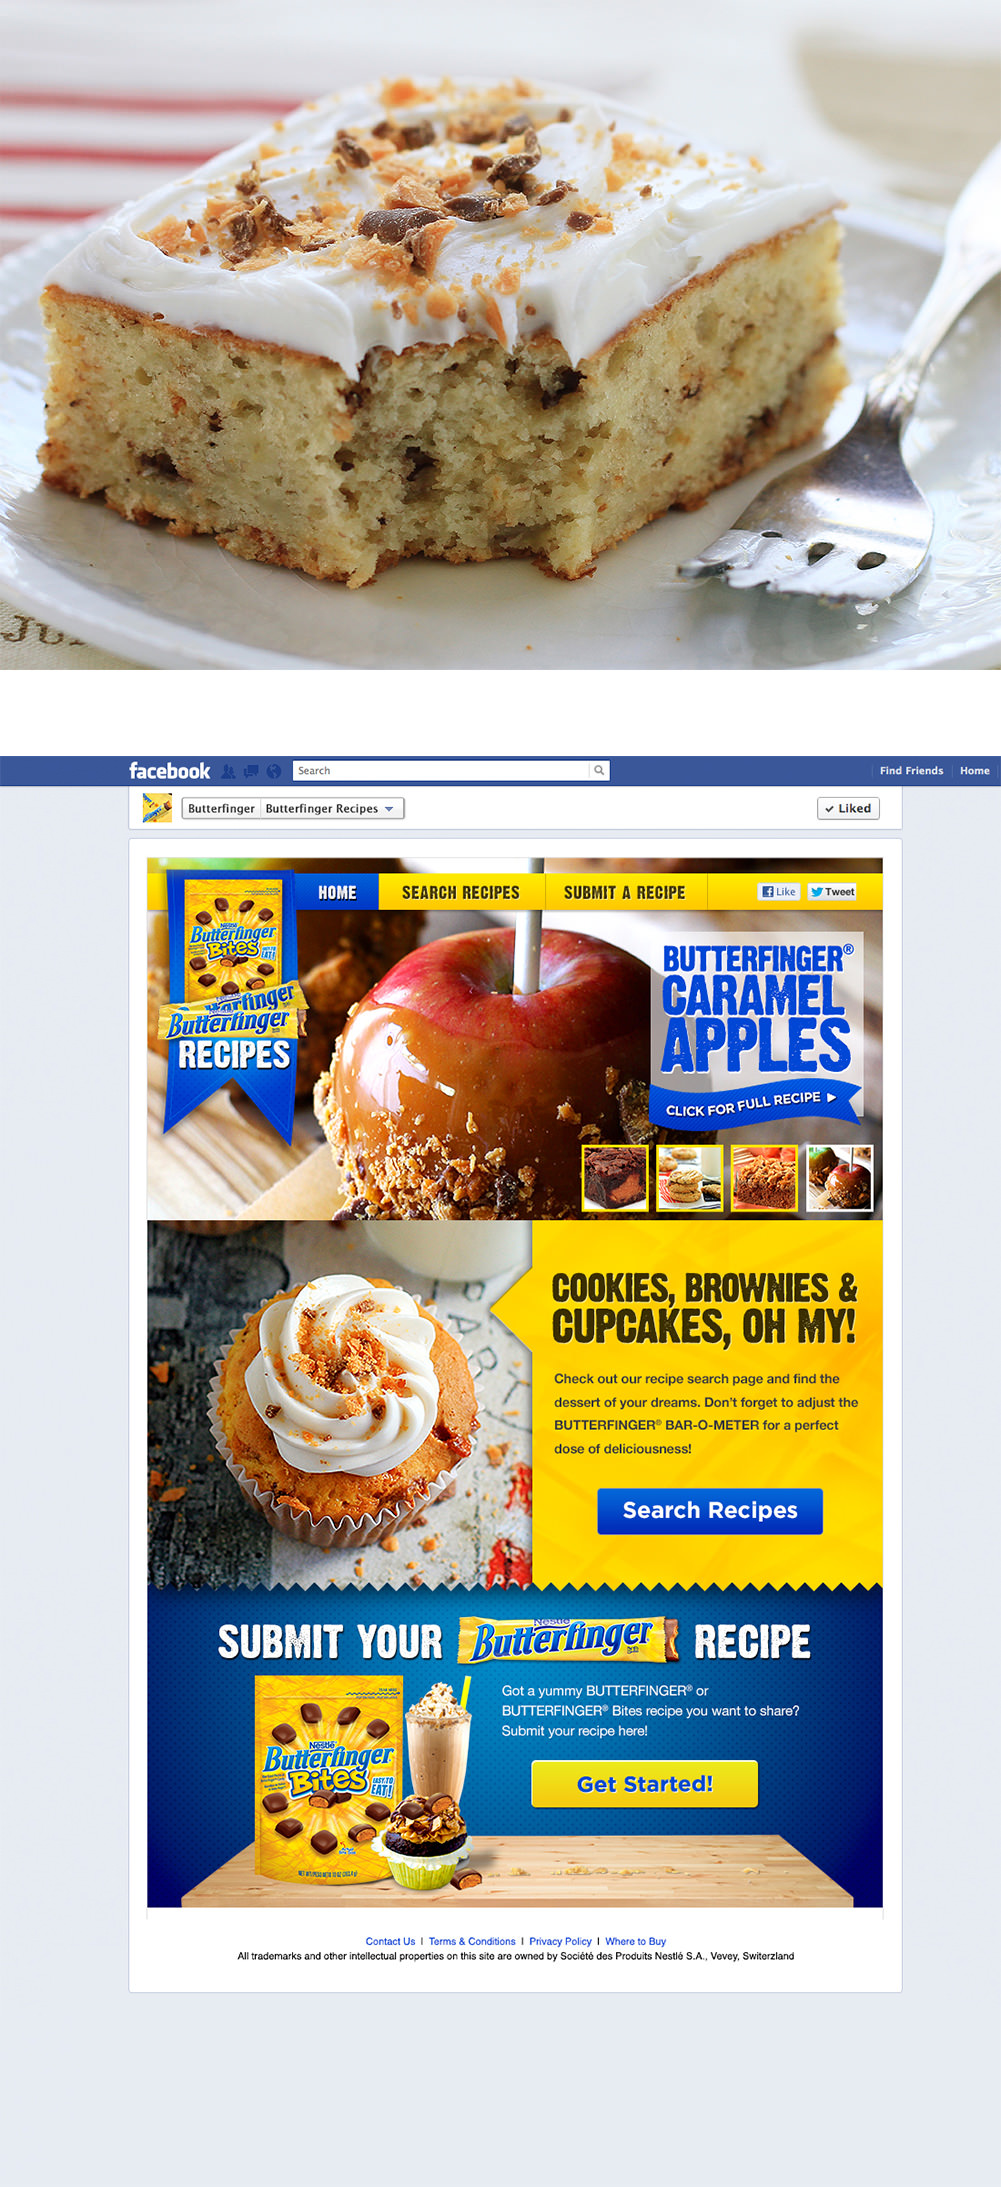 facebook
Search
Find Friends
Home
Butterfinger
Butterfinger Recipes
Liked
HOME
SEARCH RECIPES
SUBMIT A RECIPE
Like
Tweet
Nestlé
Butterfinger
Bites
EASY TO
EAT!
Butterfinger
RECIPES
BUTTERFINGER®
CARAMEL
APPLES
CLICK FOR FULL RECIPE
COOKIES, BROWNIES &
CUPCAKES, OH MY!
Check out our recipe search page and find the
dessert of your dreams. Don't forget to adjust the
BUTTERFINGER® BAR-O-METER for a perfect
dose of deliciousness!
Search Recipes
SUBMIT YOUR Nestlé Butterfinger RECIPE
Got a yummy BUTTERFINGER® or
BUTTERFINGER® Bites recipe you want to share?
Submit your recipe here!
Get Started!
Nestlé
Butterfinger
Bites
EASY TO
EAT!
Contact Us | Terms & Conditions | Privacy Policy | Where to Buy
All trademarks and other intellectual properties on this site are owned by Société des Produits Nestlé S.A., Vevey, Switerzland